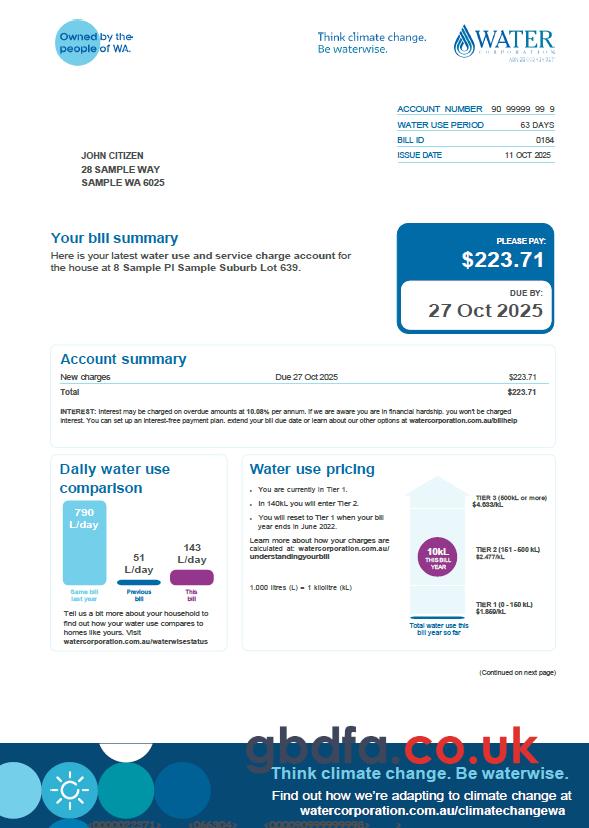 Owned by the
people of WA.
Think climate change.
Be waterwise.
WATER
CORPORATION
ACCOUNT NUMBER 90 99999 99 9
WATER USE PERIOD 63 DAYS
BILL ID 0184
ISSUE DATE 11 OCT 2025
JOHN CITIZEN
28 SAMPLE WAY
SAMPLE WA 6025
Your bill summary
Here is your latest water use and service charge account for
the house at 8 Sample Pl Sample Suburb Lot 639.
PLEASE PAY:
$223.71
DUE BY:
27 Oct 2025
Account summary
New charges Due 27 Oct 2025 $223.71
Total $223.71
INTEREST: Interest may be charged on overdue amounts at 10.08% per annum. If we are aware you are in financial hardship, you won't be charged
interest. You can set up an interest-free payment plan, extend your bill due date or learn about our other options at watercorporation.com.au/billhelp
Daily water use
comparison
790
L/day
51
L/day
143
L/day
Same bill
last year
Previous
bill
This
bill
Tell us a bit more about your household to
find out how your water use compares to
homes like yours. Visit
watercorporation.com.au/waterwisestatus
Water use pricing
• You are currently in Tier 1.
• In 140kL you will enter Tier 2.
• You will reset to Tier 1 when your bill
year ends in June 2022.
Learn more about how your charges are
calculated at: watercorporation.com.au/
understandingyourbill
1.000 litres (L) = 1 kilolitre (kL)
TIER 3 (500kL or more)
$4.633/kL
10kL
THIS BILL
YEAR
TIER 2 (151 - 500 kL)
$2.477/kL
TIER 1 (0 - 150 kL)
$1.859/kL
Total water use this
bill year so far
(Continued on next page)
gbdfa.co.uk
Think climate change. Be waterwise.
Find out how we're adapting to climate change at
watercorporation.com.au/climatechangewa